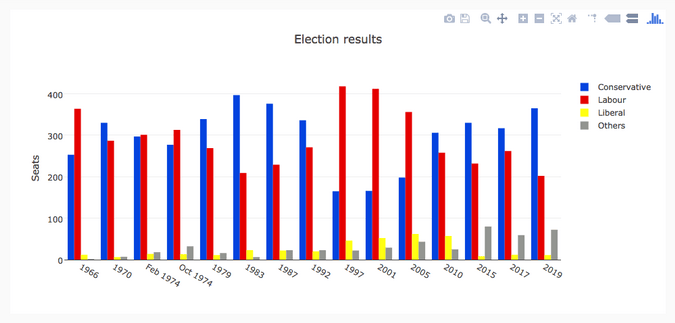 Election results
Seats
400
300
200
100
0
1966
1970
Feb 1974
Oct 1974
1979
1983
1987
1992
1997
2001
2005
2010
2015
2017
2019
Conservative
Labour
Liberal
Others